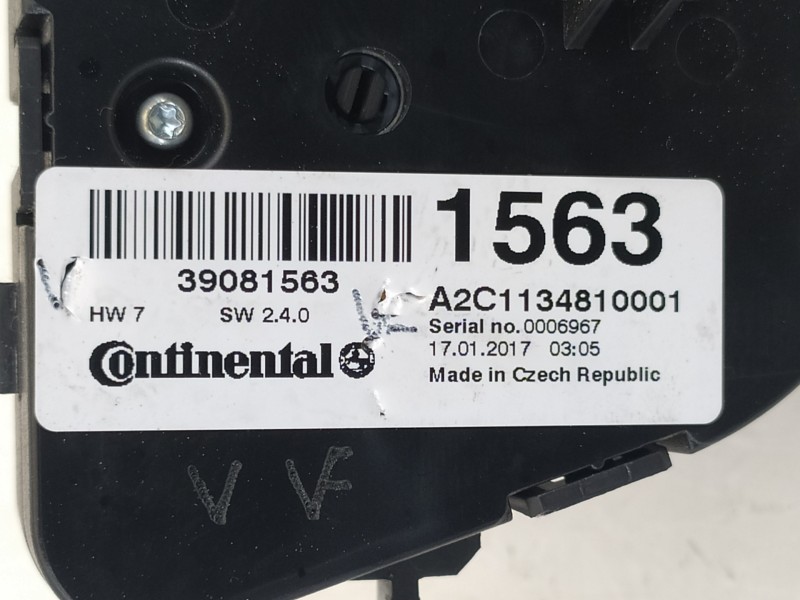 1563
39081563
A2C1134810001
HW 7 SW 2.4.0
Serial no.0006967
17.01.2017 03:05
Continental
Made in Czech Republic
V VF